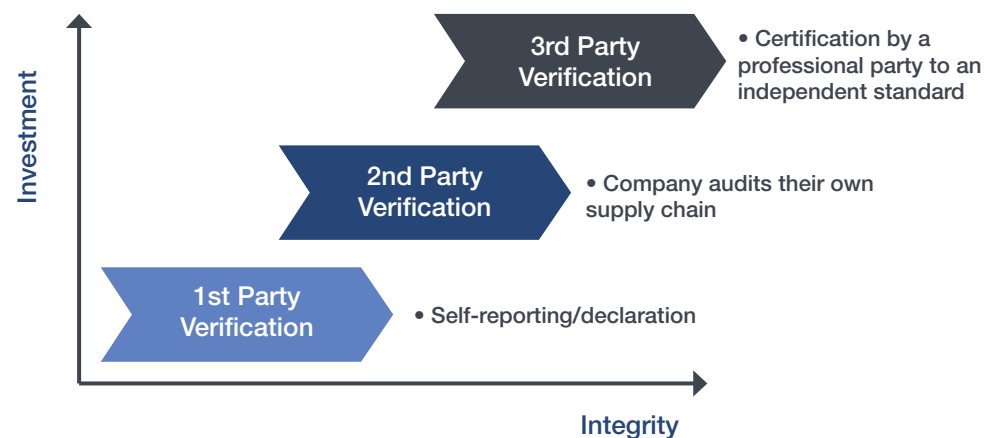 Investment
3rd Party
Verification
• Certification by a
professional party to an
independent standard
2nd Party
Verification
• Company audits their own
supply chain
1st Party
Verification
• Self-reporting/declaration
Integrity